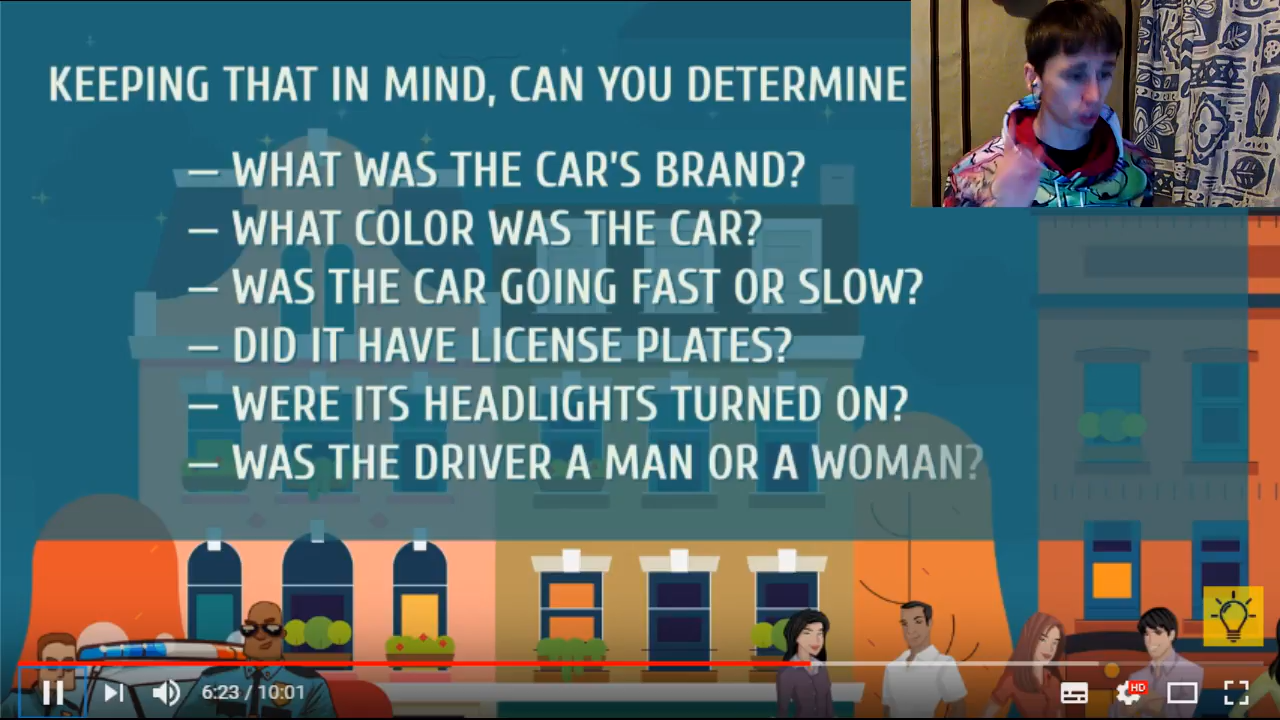 KEEPING THAT IN MIND, CAN YOU DETERMINE
— WHAT WAS THE CAR'S BRAND?
— WHAT COLOR WAS THE CAR?
— WAS THE CAR GOING FAST OR SLOW?
— DID IT HAVE LICENSE PLATES?
— WERE ITS HEADLIGHTS TURNED ON?
— WAS THE DRIVER A MAN OR A WOMAN?
6:23 / 10:01
HD